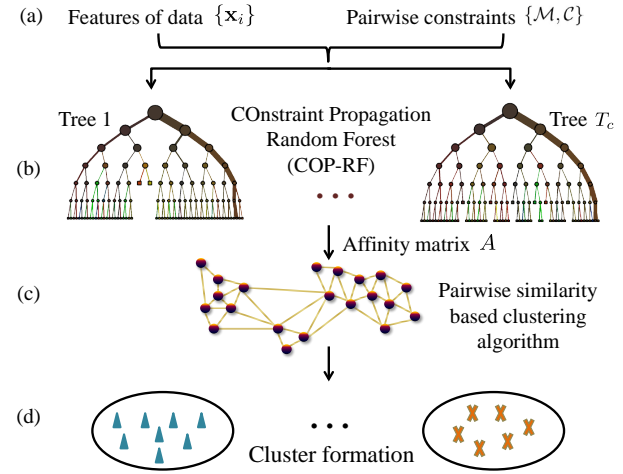 (a) Features of data {x_i} Pairwise constraints {M, C}
Tree 1 COnstraint Propagation Tree T_c
Random Forest
(b) (COP-RF)
Affinity matrix A
(c) Pairwise similarity
based clustering
algorithm
(d) Cluster formation